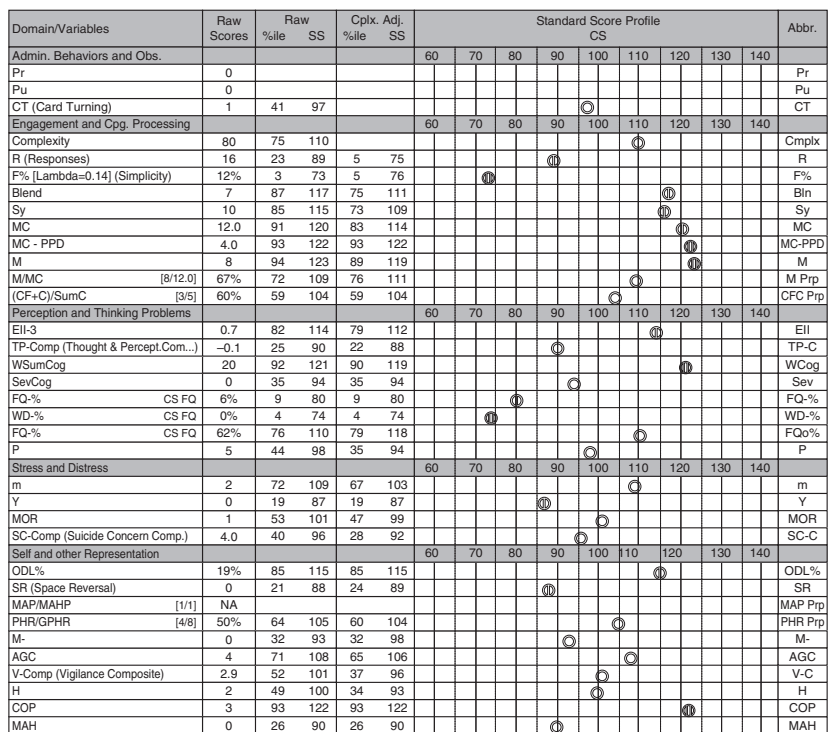 Domain/Variables Raw Scores Raw %ile SS Cplx. Adj. %ile SS Standard Score Profile CS Abbr.
Admin. Behaviors and Obs. 60 70 80 90 100 110 120 130 140
Pr 0 Pr
Pu 0 Pu
CT (Card Turning) 1 41 97 CT
Engagement and Cpg. Processing 60 70 80 90 100 110 120 130 140
Complexity 80 75 110 Cmplx
R (Responses) 16 23 89 5 75 R
F% [Lambda=0.14] (Simplicity) 12% 3 73 5 76 F%
Blend 7 87 117 75 111 Bln
Sy 10 85 115 73 109 Sy
MC 12.0 91 120 83 114 MC
MC - PPD 4.0 93 122 93 122 MC-PPD
M 8 94 123 89 119 M
M/MC [8/12.0] 67% 72 109 76 111 M Prp
(CF+C)/SumC [3/5] 60% 59 104 59 104 CFC Prp
Perception and Thinking Problems 60 70 80 90 100 110 120 130 140
EII-3 0.7 82 114 79 112 EII
TP-Comp (Thought & Percept.Com...) –0.1 25 90 22 88 TP-C
WSumCog 20 92 121 90 119 WCog
SevCog 0 35 94 35 94 Sev
FQ-% CS FQ 6% 9 80 9 80 FQ-%
WD-% CS FQ 0% 4 74 4 74 WD-%
FQ-% CS FQ 62% 76 110 79 118 FQo%
P 5 44 98 35 94 P
Stress and Distress 60 70 80 90 100 110 120 130 140
m 2 72 109 67 103 m
Y 0 19 87 19 87 Y
MOR 1 53 101 47 99 MOR
SC-Comp (Suicide Concern Comp.) 4.0 40 96 28 92 SC-C
Self and other Representation 60 70 80 90 100 110 120 130 140
ODL% 19% 85 115 85 115 ODL%
SR (Space Reversal) 0 21 88 24 89 SR
MAP/MAHP [1/1] NA MAP Prp
PHR/GPHR [4/8] 50% 64 105 60 104 PHR Prp
M- 0 32 93 32 98 M-
AGC 4 71 108 65 106 AGC
V-Comp (Vigilance Composite) 2.9 52 101 37 96 V-C
H 2 49 100 34 93 H
COP 3 93 122 93 122 COP
MAH 0 26 90 26 90 MAH